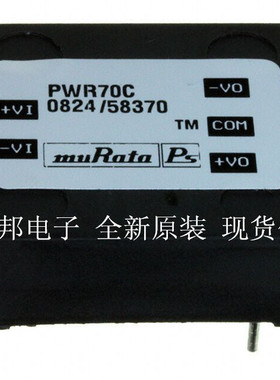 PWR70C
0824/58370
-VO
+VI
™ COM
-VI
muRata Ps
+VO
邦电子 全新原装 现货